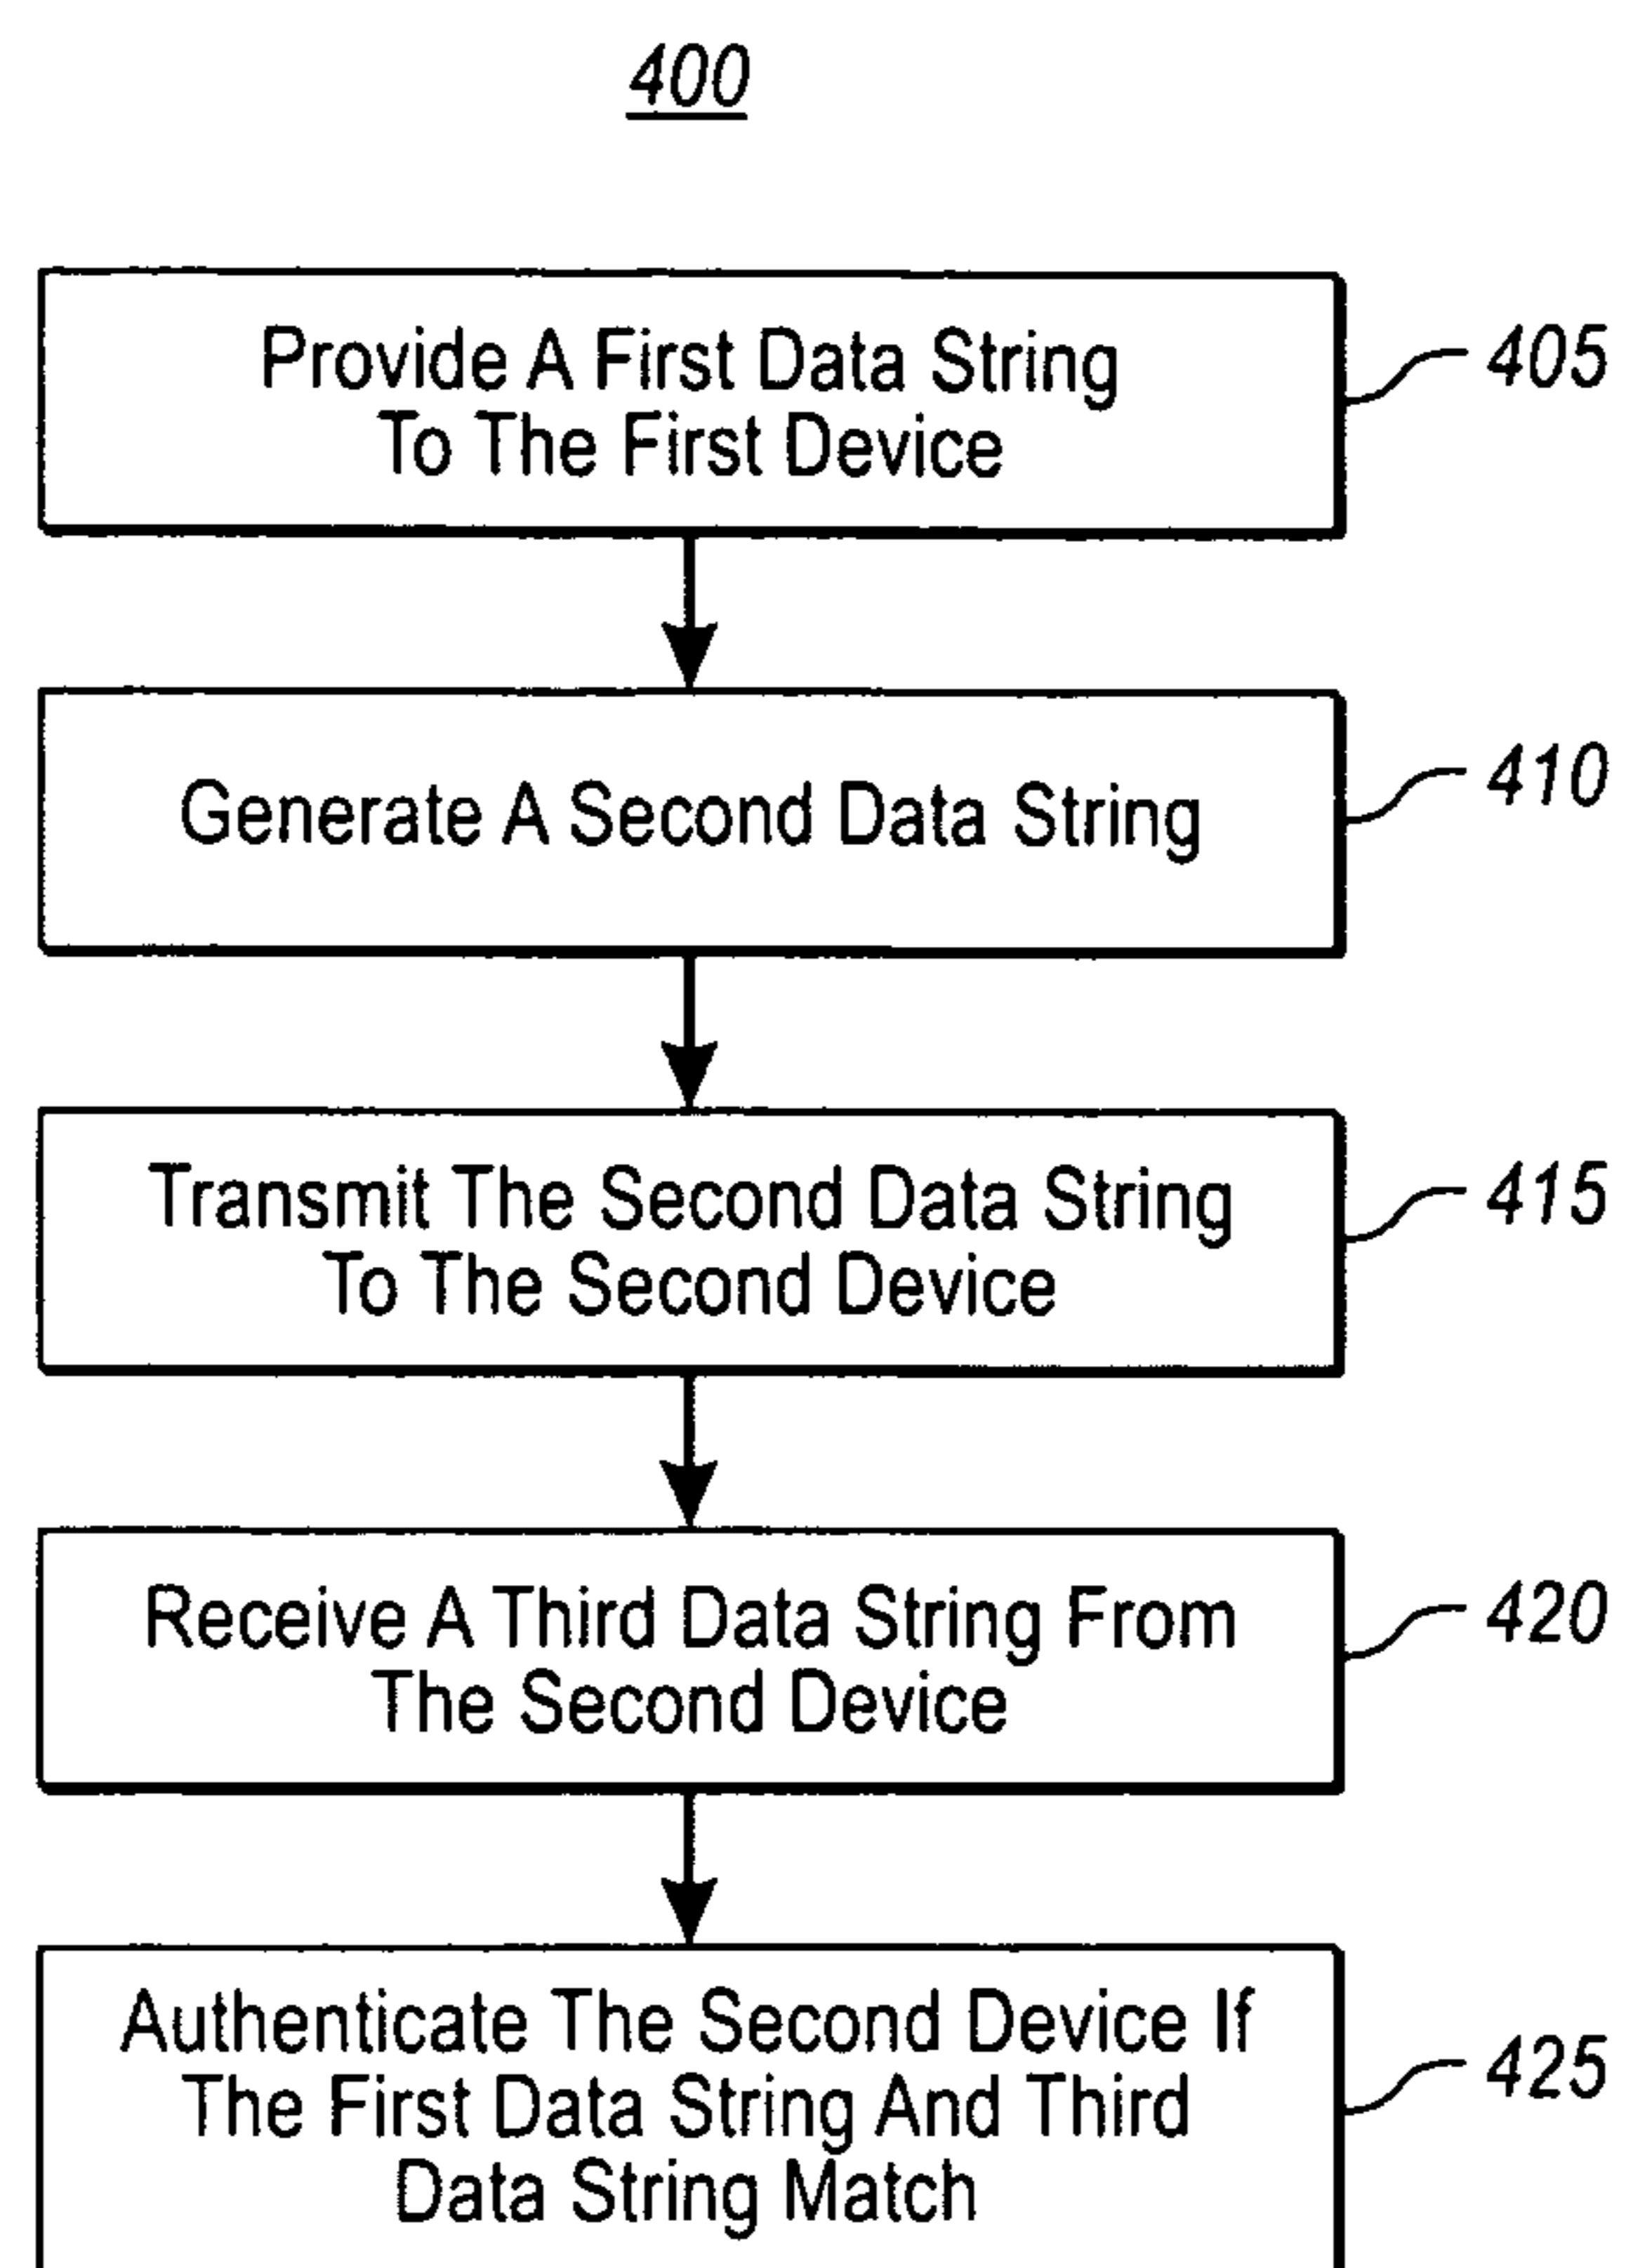 400
Provide A First Data String
To The First Device
405
Generate A Second Data String
410
Transmit The Second Data String
To The Second Device
415
Receive A Third Data String From
The Second Device
420
Authenticate The Second Device If
The First Data String And Third
Data String Match
425